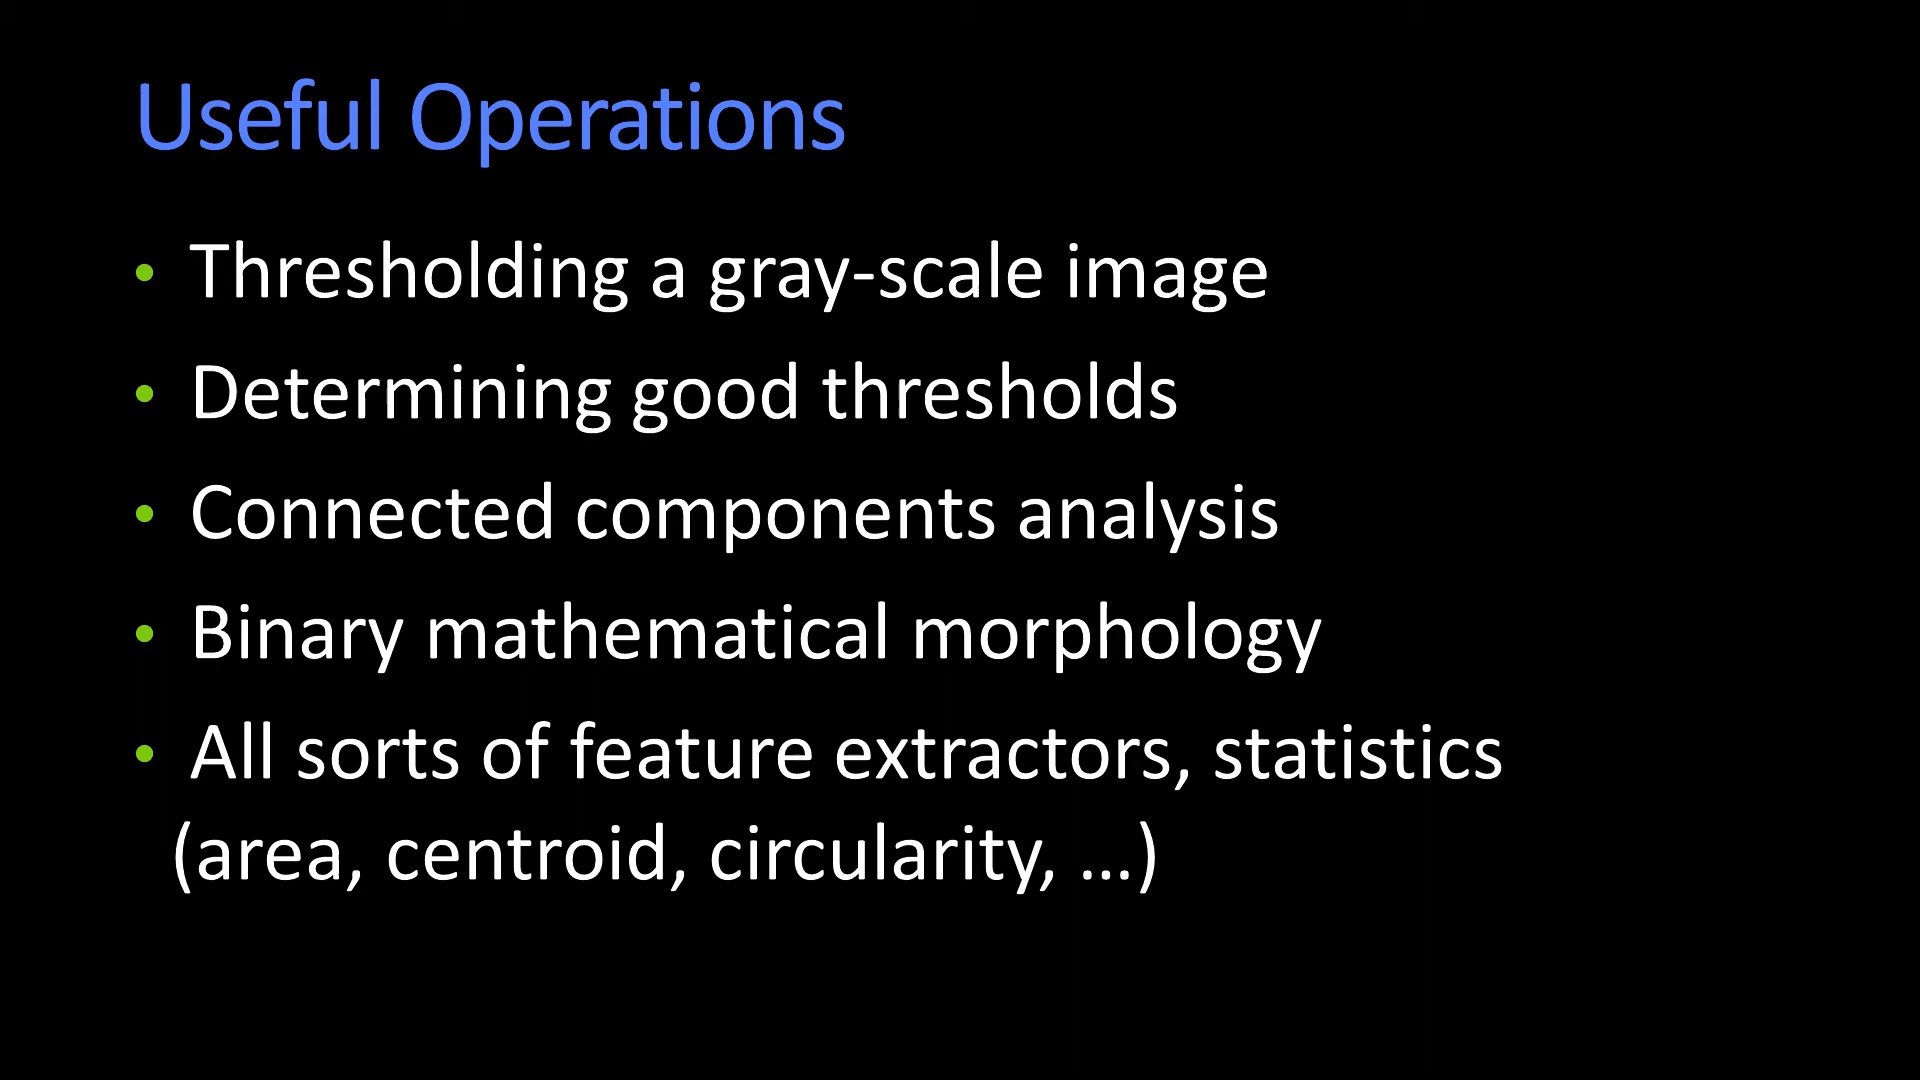 Useful Operations
• Thresholding a gray-scale image
• Determining good thresholds
• Connected components analysis
• Binary mathematical morphology
• All sorts of feature extractors, statistics
(area, centroid, circularity, …)